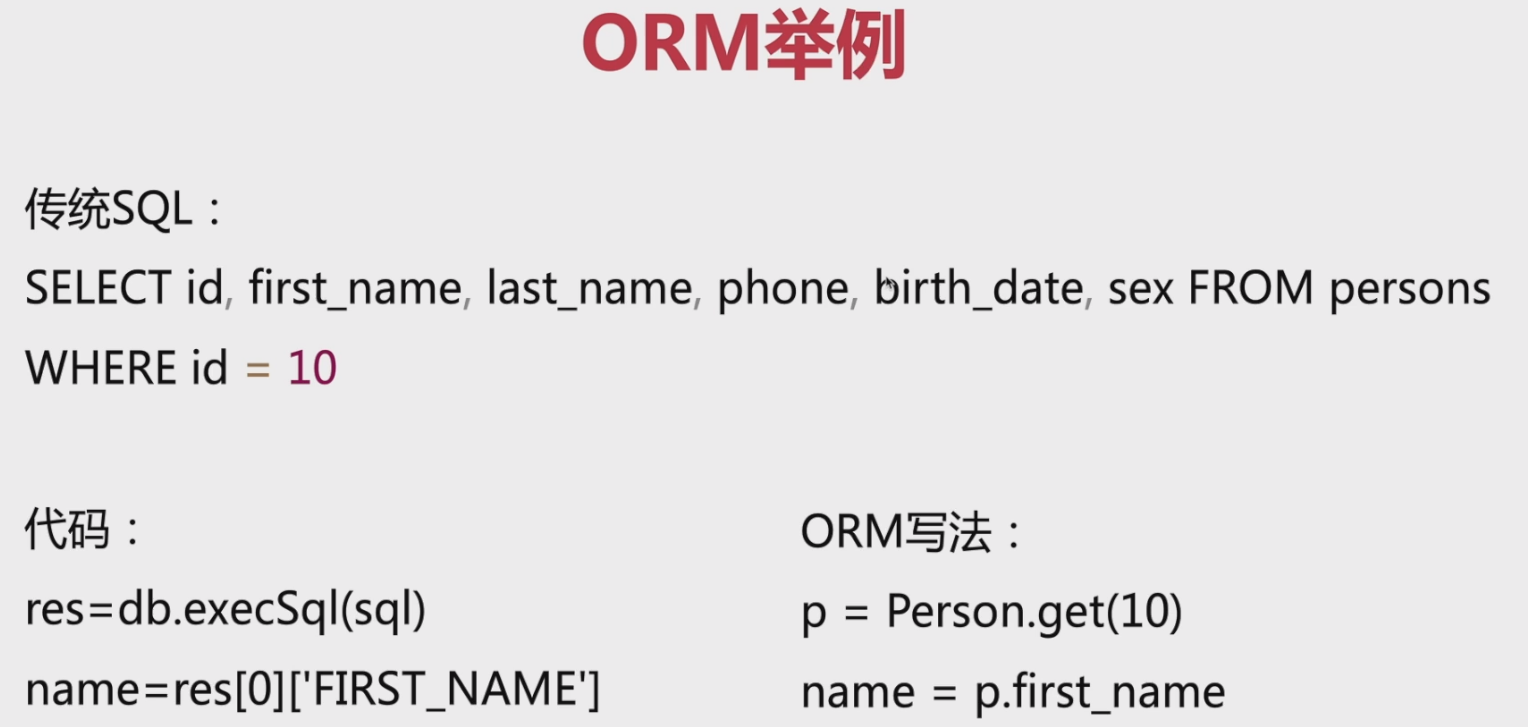 ORM举例
传统SQL：
SELECT id, first_name, last_name, phone, birth_date, sex FROM persons
WHERE id = 10
代码：
res=db.execSql(sql)
name=res[0]['FIRST_NAME']
ORM写法：
p = Person.get(10)
name = p.first_name